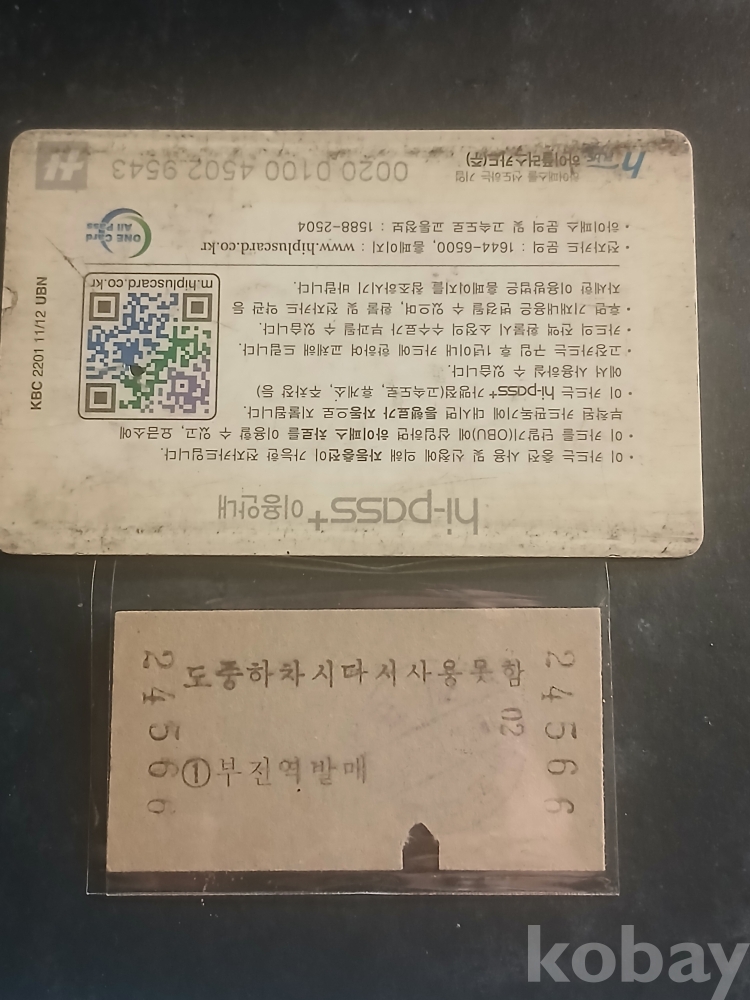 hi-pass+ 이용안내
• 이 카드는 충전 사용 및 신청에 의해 자동충전이 가능한 전자카드입니다.
• 이 카드를 단말기(OBU)에 삽입하면 하이패스 차로를 이용할 수 있고, 요금소에
부착된 카드판독기에 대시면 통행료가 자동으로 지불됩니다.
• 이 카드는 hi-pass+ 가맹점(고속도로, 휴게소, 주차장 등)
에서 사용하실 수 있습니다.
• 고장카드는 구입 후 1년이내 카드에 한하여 교체해 드립니다.
• 카드의 잔액 환불시 소정의 수수료가 부과될 수 있습니다.
• 후면 기재내용은 변경될 수 있으며, 환불 및 전자카드 약관 등
자세한 이용방법은 홈페이지를 참조하시기 바랍니다.
m.hipluscard.co.kr
• 전자카드 문의 : 1644-6500, 홈페이지 : www.hipluscard.co.kr
• 하이패스 문의 및 고속도로 교통정보 : 1588-2504
ONE Card
All Pass
하이패스를 선도하는 기업
하이플러스카드(주)
0020 0100 4502 9543
KBC 2201 11/12 UBN
도중하차시다시사용못함
02
①부전역발매
24566
24566
kobay